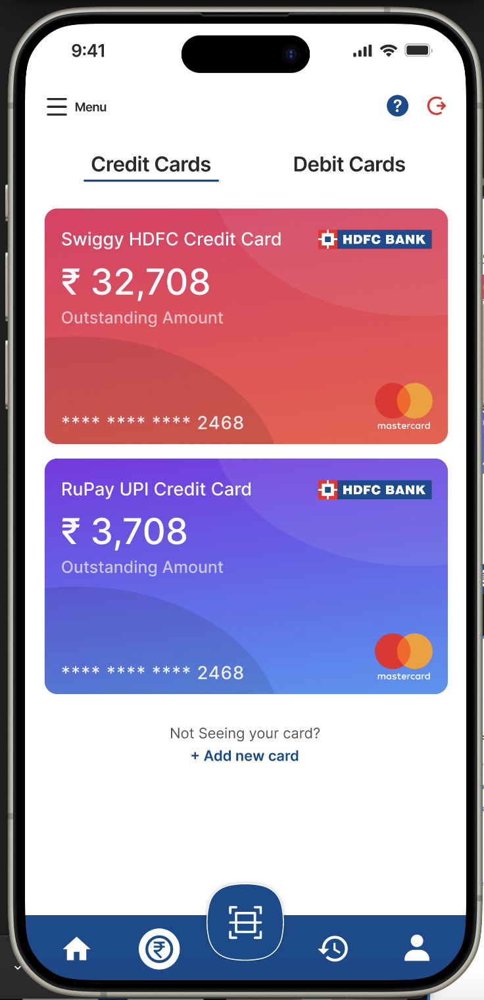 9:41
Menu
?
Credit Cards Debit Cards
Swiggy HDFC Credit Card HDFC BANK
₹ 32,708
Outstanding Amount
**** **** **** 2468
mastercard
RuPay UPI Credit Card HDFC BANK
₹ 3,708
Outstanding Amount
**** **** **** 2468
mastercard
Not Seeing your card?
+ Add new card
₹